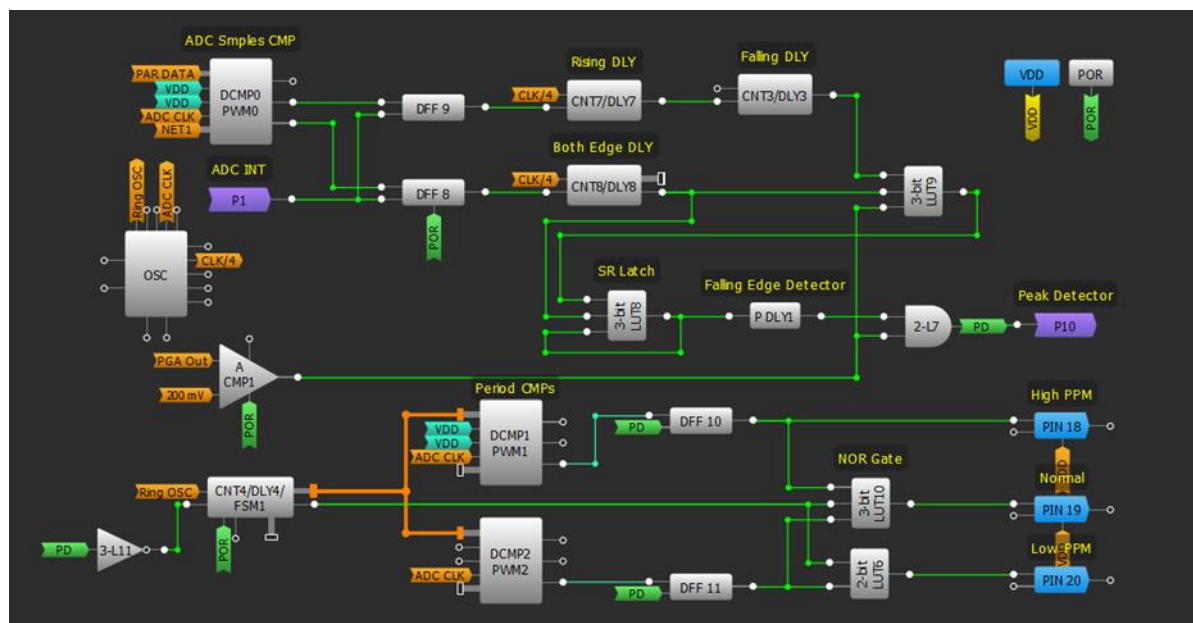 ADC Smples CMP
PAR DATA
VDD
VDD
ADC CLK
NET1
DCMP0
PWM0
DFF 9
Rising DLY
CLK/4
CNT7/DLY7
Falling DLY
CNT3/DLY3
VDD
VDD
POR
POR
ADC INT
P1
Both Edge DLY
CLK/4
CNT8/DLY8
DFF 8
POR
3-bit
LUT9
Ring OSC
ADC CLK
OSC
CLK/4
SR Latch
3-bit
LUT8
Falling Edge Detector
P DLY1
2-L7
PD
Peak Detector
P10
PGA Out
200 mV
A
CMP1
POR
Period CMPs
VDD
VDD
ADC CLK
DCMP1
PWM1
PD
DFF 10
High PPM
PIN 18
VDD
Ring OSC
CNT4/DLY4/
FSM1
POR
PD
3-L11
NOR Gate
3-bit
LUT10
Normal
PIN 19
VDD
ADC CLK
DCMP2
PWM2
PD
DFF 11
2-bit
LUT6
Low PPM
PIN 20